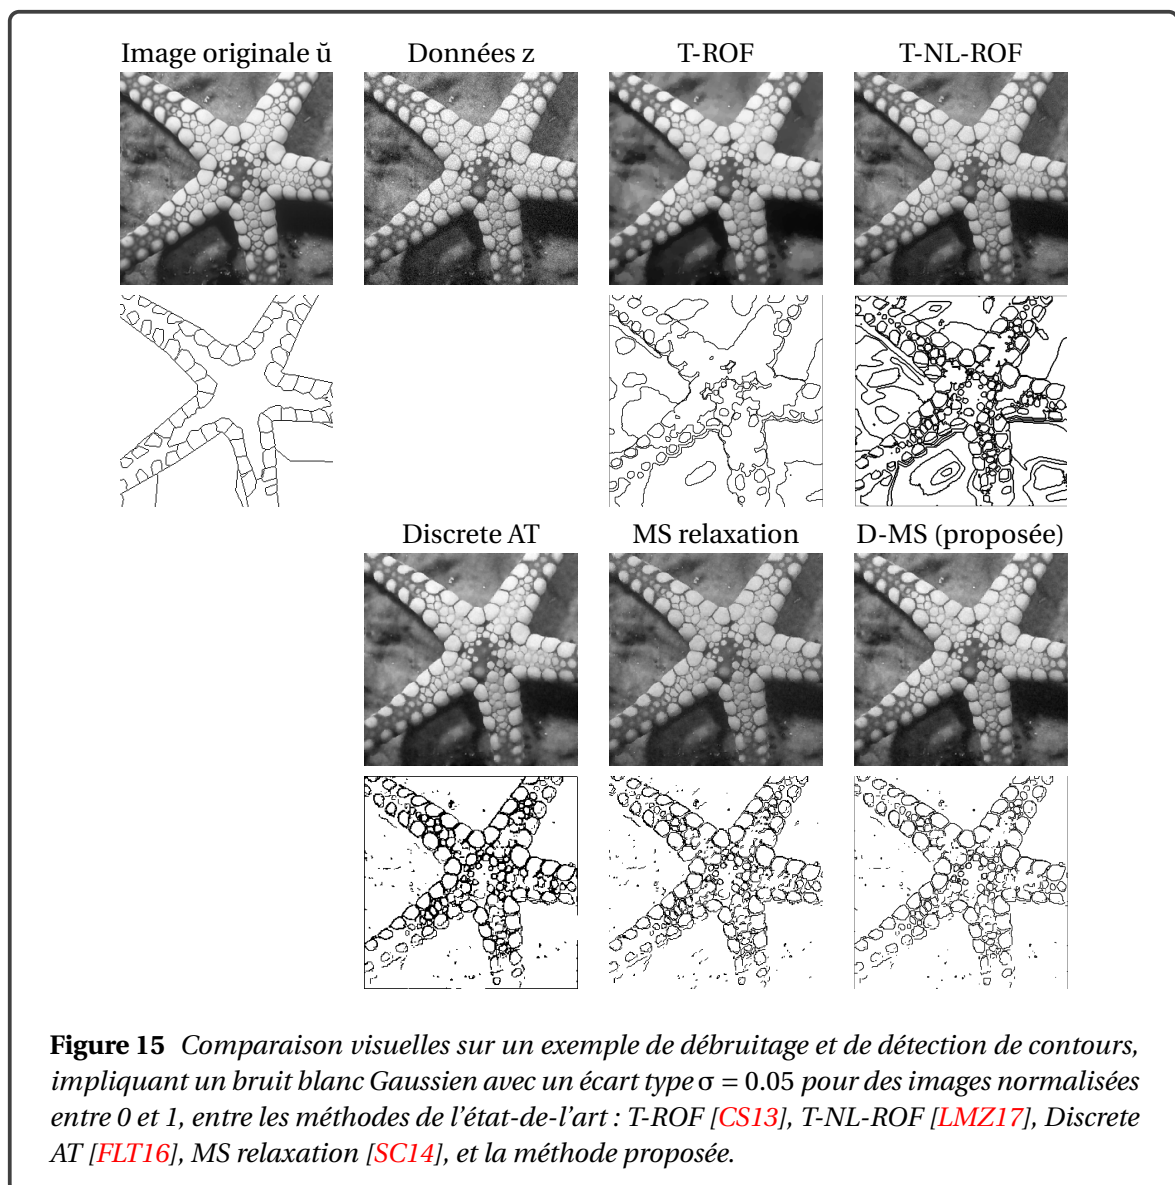 Image originale ŭ
Données z
T-ROF
T-NL-ROF
Discrete AT
MS relaxation
D-MS (proposée)
Figure 15 Comparaison visuelles sur un exemple de débruitage et de détection de contours,
impliquant un bruit blanc Gaussien avec un écart type σ = 0.05 pour des images normalisées
entre 0 et 1, entre les méthodes de l'état-de-l'art : T-ROF [CS13], T-NL-ROF [LMZ17], Discrete
AT [FLT16], MS relaxation [SC14], et la méthode proposée.